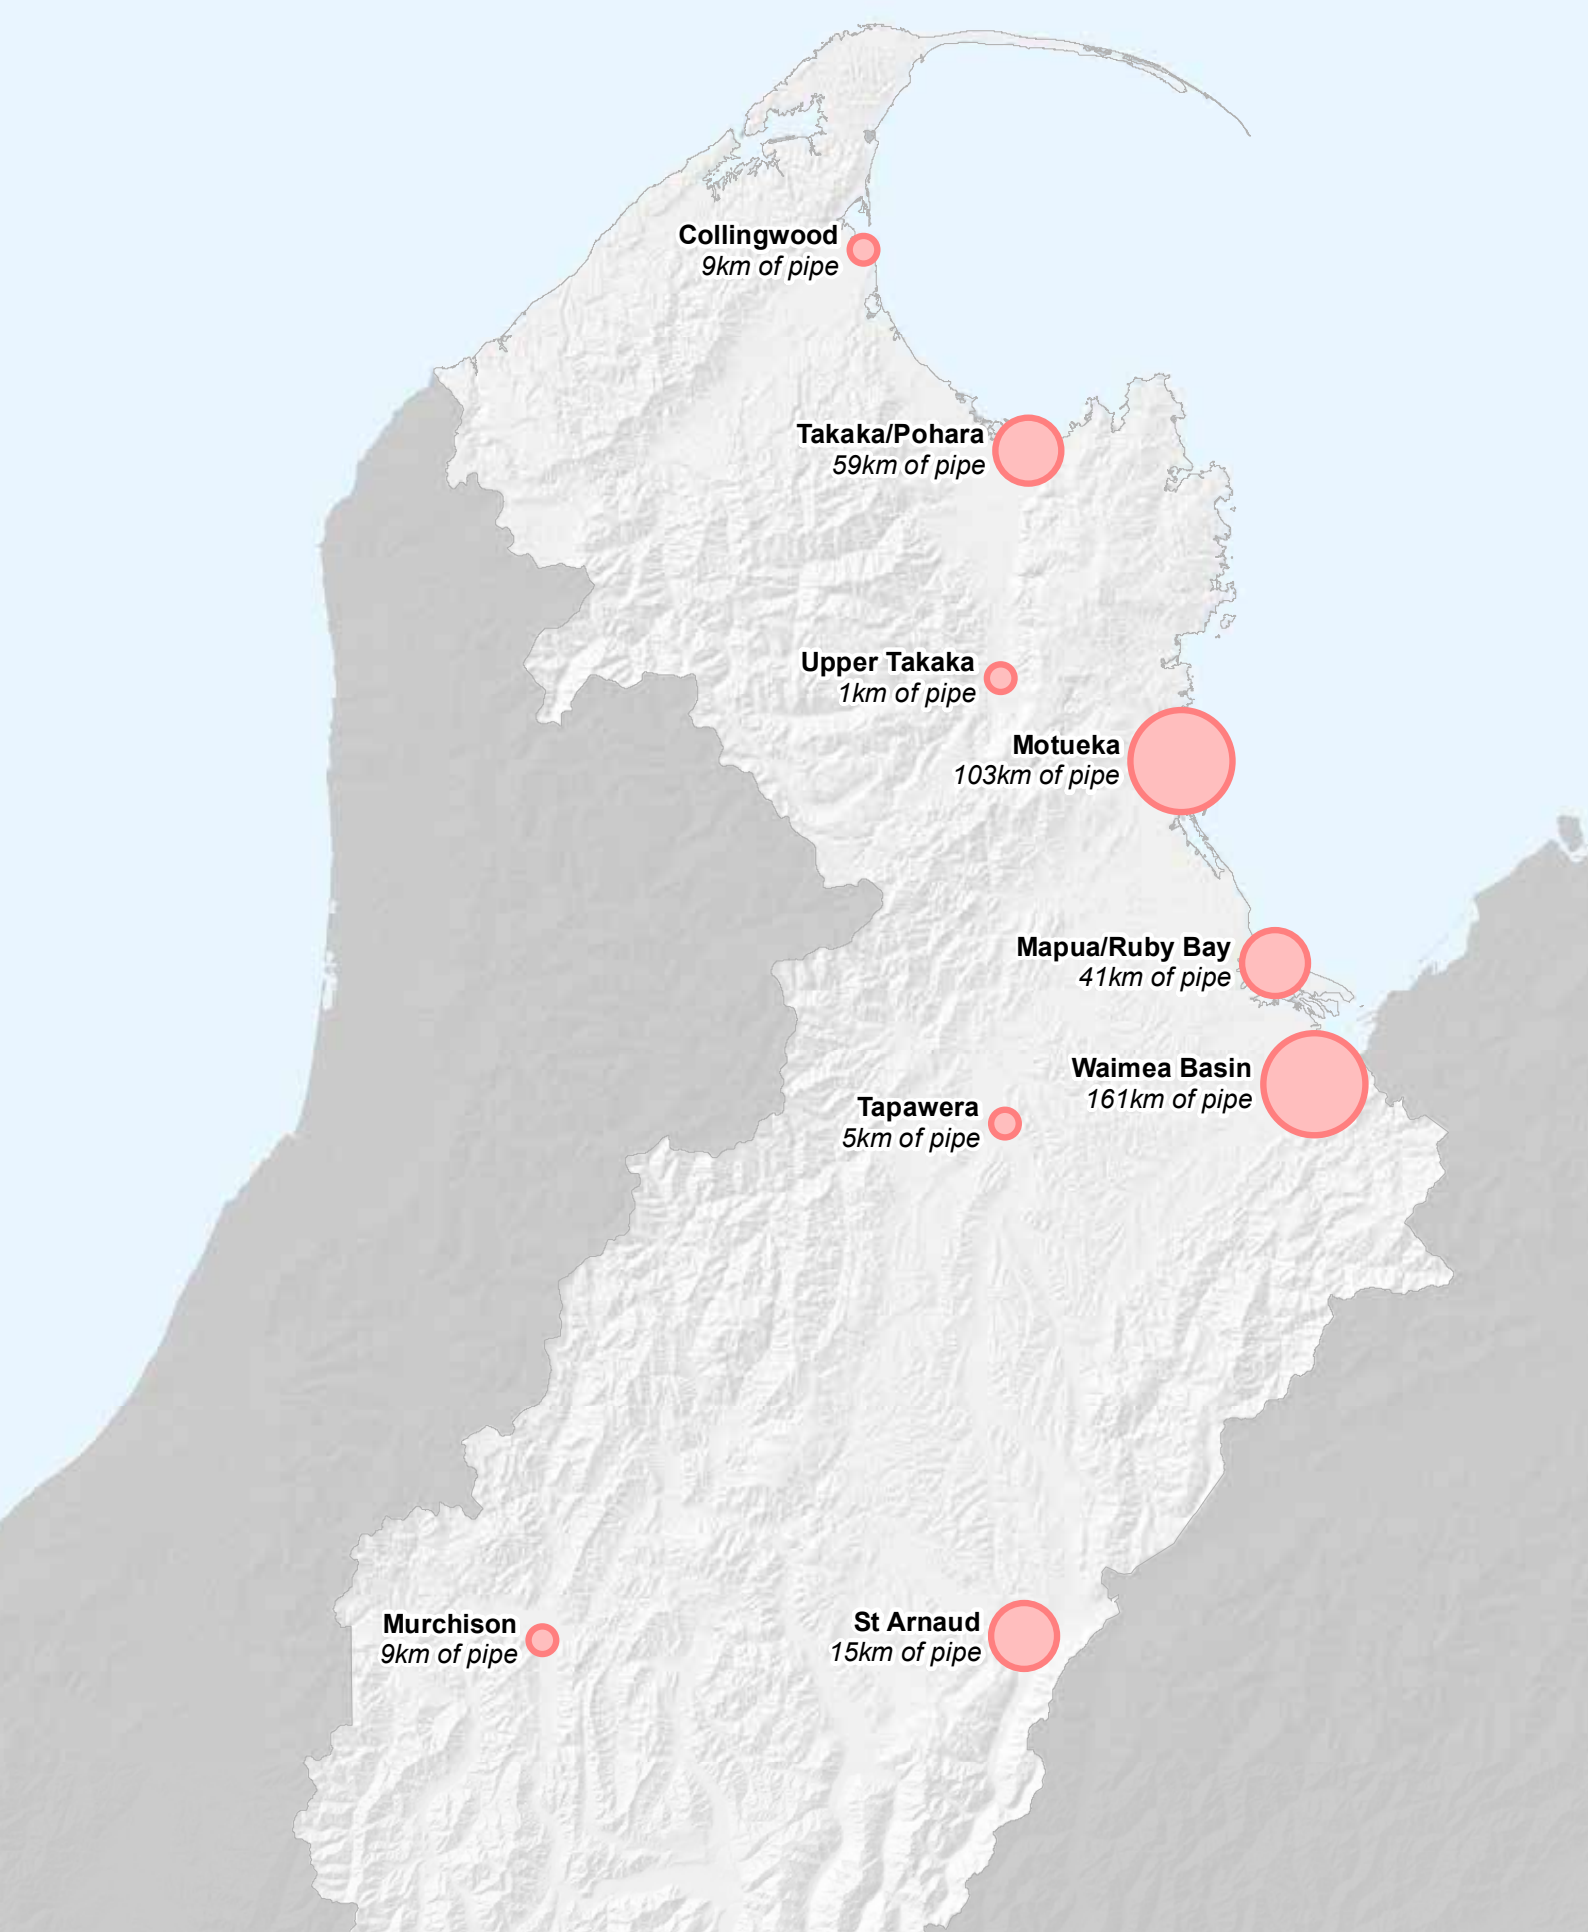 Collingwood
9km of pipe
Takaka/Pohara
59km of pipe
Upper Takaka
1km of pipe
Motueka
103km of pipe
Mapua/Ruby Bay
41km of pipe
Waimea Basin
161km of pipe
Tapawera
5km of pipe
Murchison
9km of pipe
St Arnaud
15km of pipe